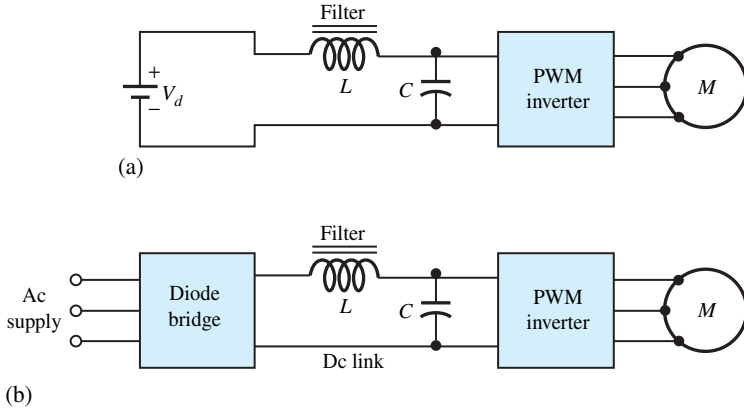 Filter
+
V_d
−
L
C
PWM
inverter
M
(a)
Filter
Ac
supply
Diode
bridge
L
C
PWM
inverter
M
Dc link
(b)